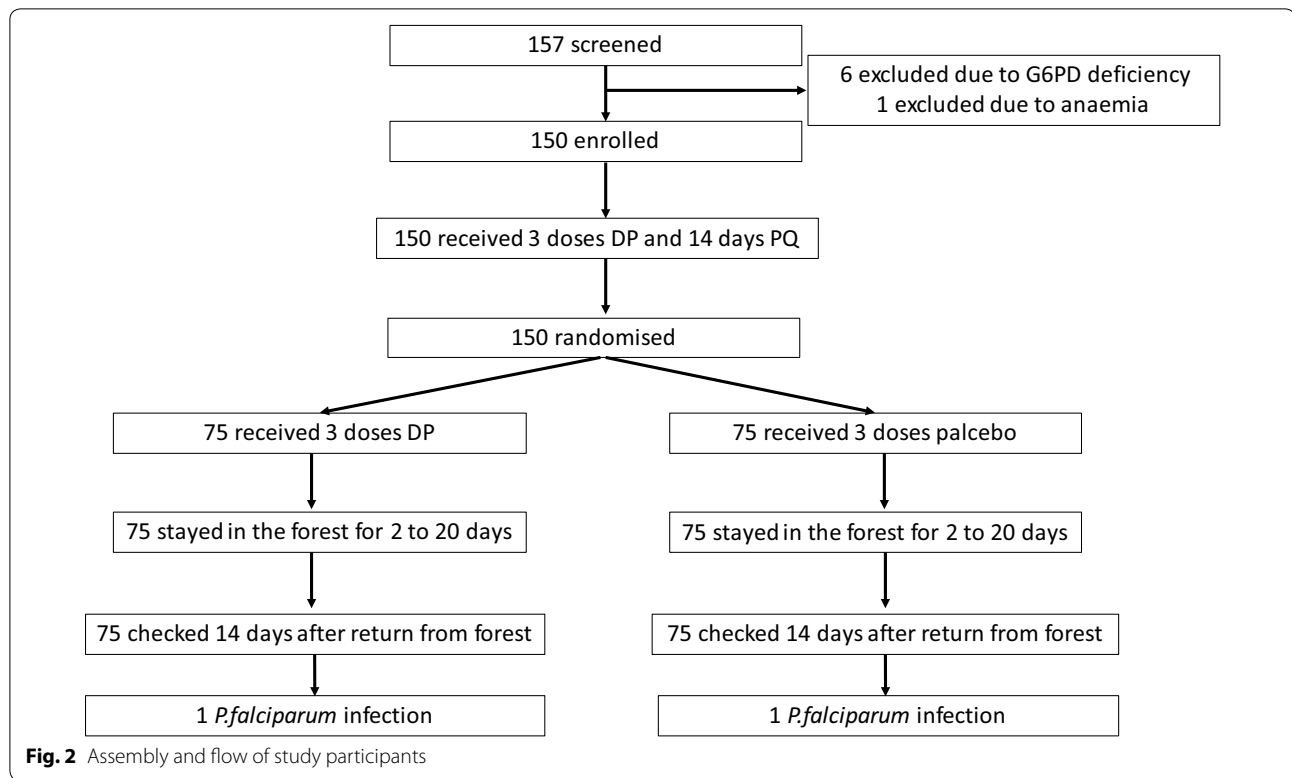 157 screened
6 excluded due to G6PD deficiency
1 excluded due to anaemia
150 enrolled
150 received 3 doses DP and 14 days PQ
150 randomised
75 received 3 doses DP
75 received 3 doses palcebo
75 stayed in the forest for 2 to 20 days
75 stayed in the forest for 2 to 20 days
75 checked 14 days after return from forest
75 checked 14 days after return from forest
1 P.falciparum infection
1 P.falciparum infection
Fig. 2 Assembly and flow of study participants